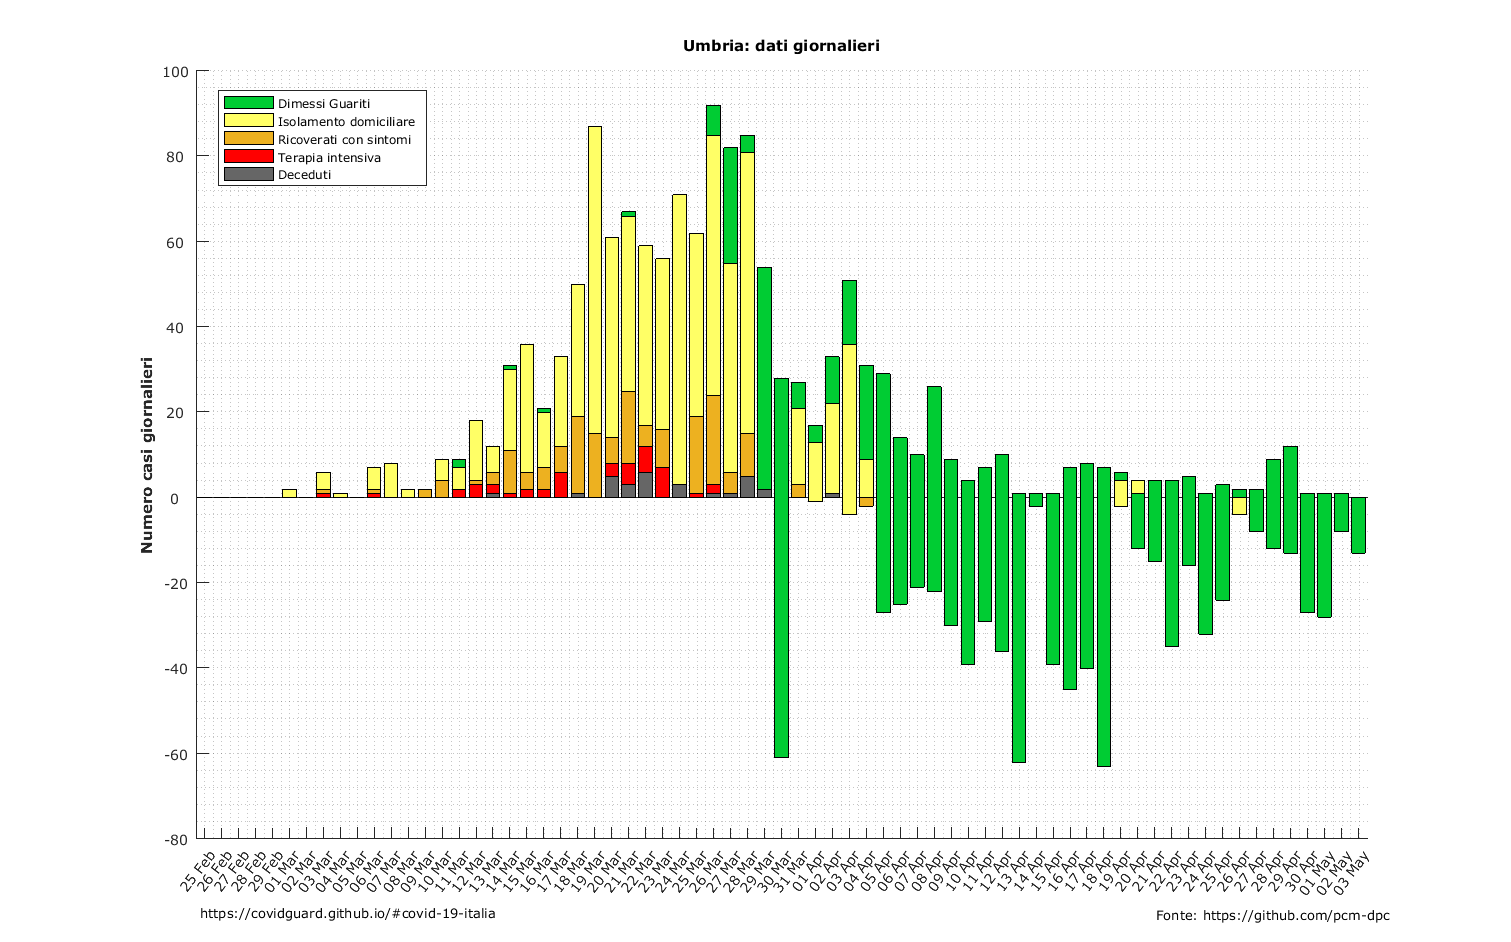 Umbria: dati giornalieri
Dimessi Guariti
Isolamento domiciliare
Ricoverati con sintomi
Terapia intensiva
Deceduti
Numero casi giornalieri
100
80
60
40
20
0
-20
-40
-60
-80
25 Feb
26 Feb
27 Feb
28 Feb
29 Feb
01 Mar
02 Mar
03 Mar
04 Mar
05 Mar
06 Mar
07 Mar
08 Mar
09 Mar
10 Mar
11 Mar
12 Mar
13 Mar
14 Mar
15 Mar
16 Mar
17 Mar
18 Mar
19 Mar
20 Mar
21 Mar
22 Mar
23 Mar
24 Mar
25 Mar
26 Mar
27 Mar
28 Mar
29 Mar
30 Mar
31 Mar
01 Apr
02 Apr
03 Apr
04 Apr
05 Apr
06 Apr
07 Apr
08 Apr
09 Apr
10 Apr
11 Apr
12 Apr
13 Apr
14 Apr
15 Apr
16 Apr
17 Apr
18 Apr
19 Apr
20 Apr
21 Apr
22 Apr
23 Apr
24 Apr
25 Apr
26 Apr
27 Apr
28 Apr
29 Apr
30 Apr
01 May
02 May
03 May
https://covidguard.github.io/#covid-19-italia
Fonte: https://github.com/pcm-dpc